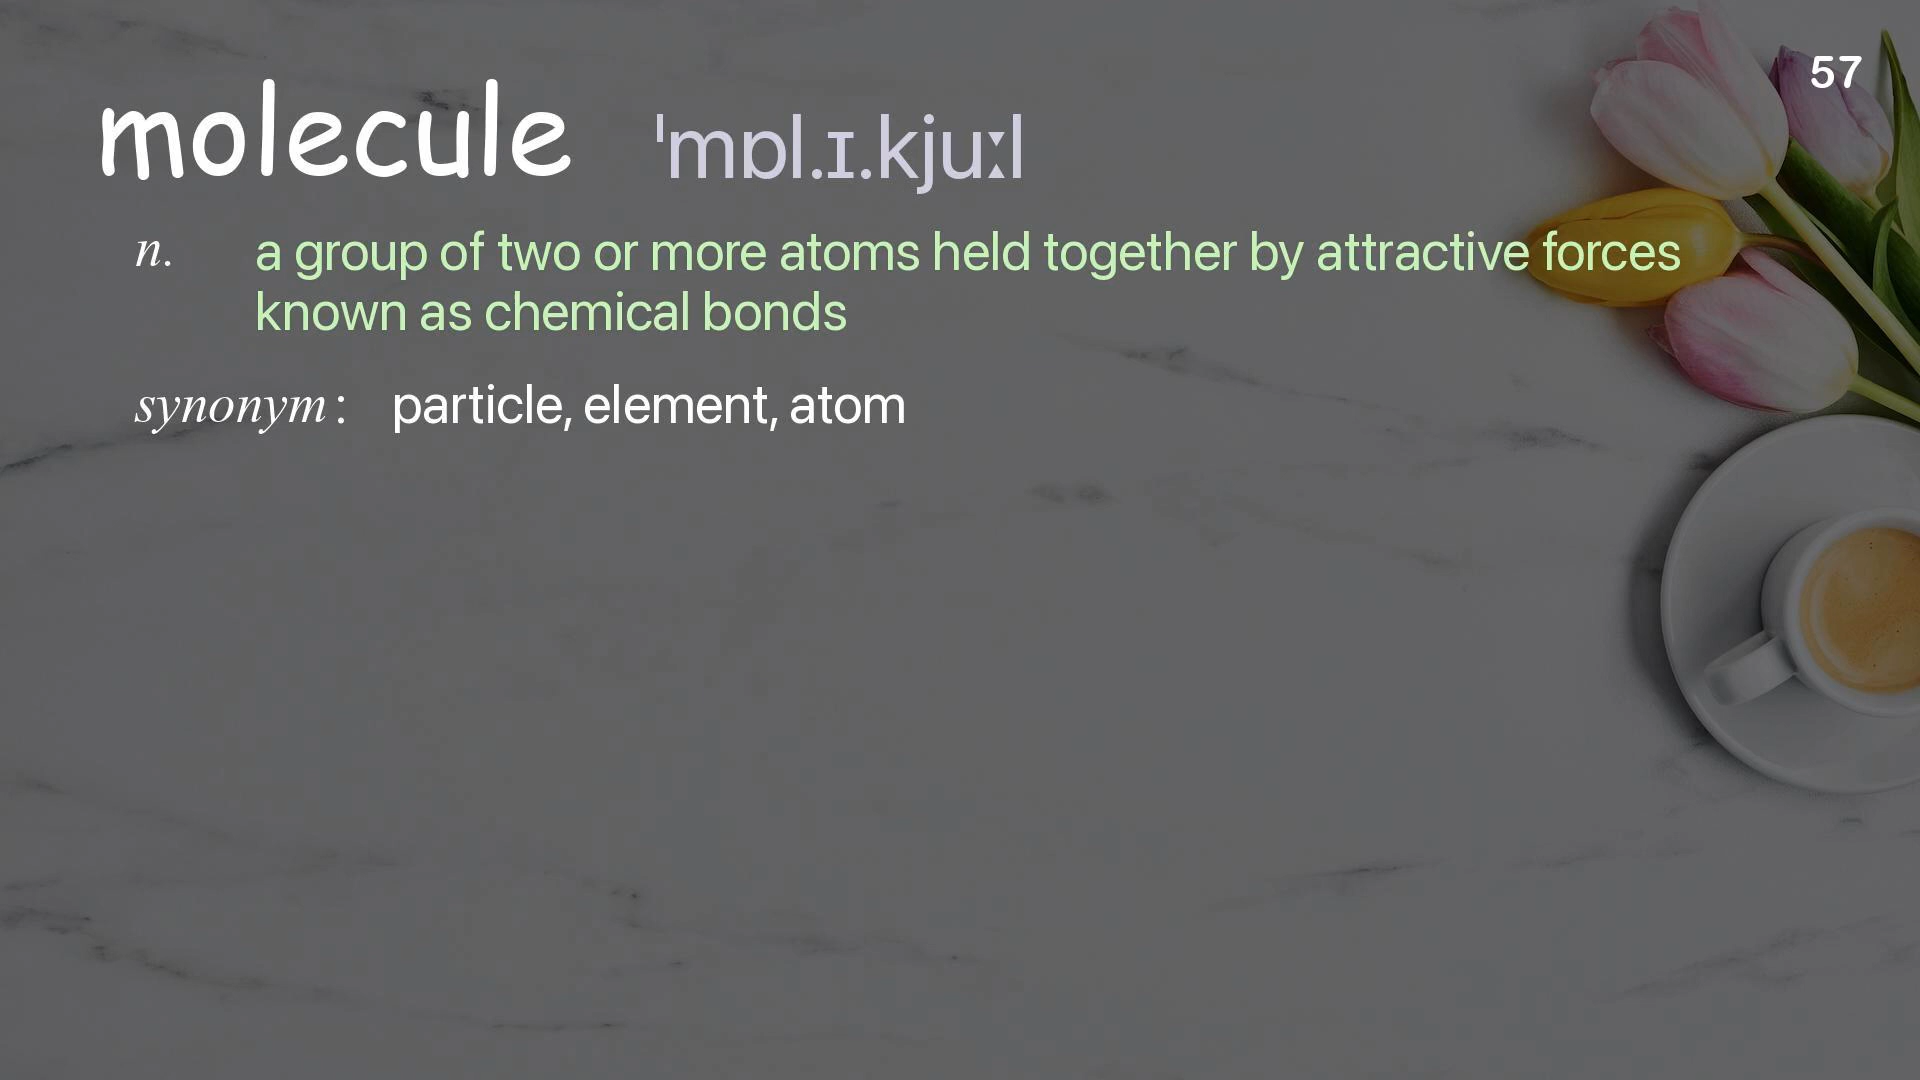 57
molecule ˈmɒl.ɪ.kjuːl
n. a group of two or more atoms held together by attractive forces
known as chemical bonds
synonym: particle, element, atom